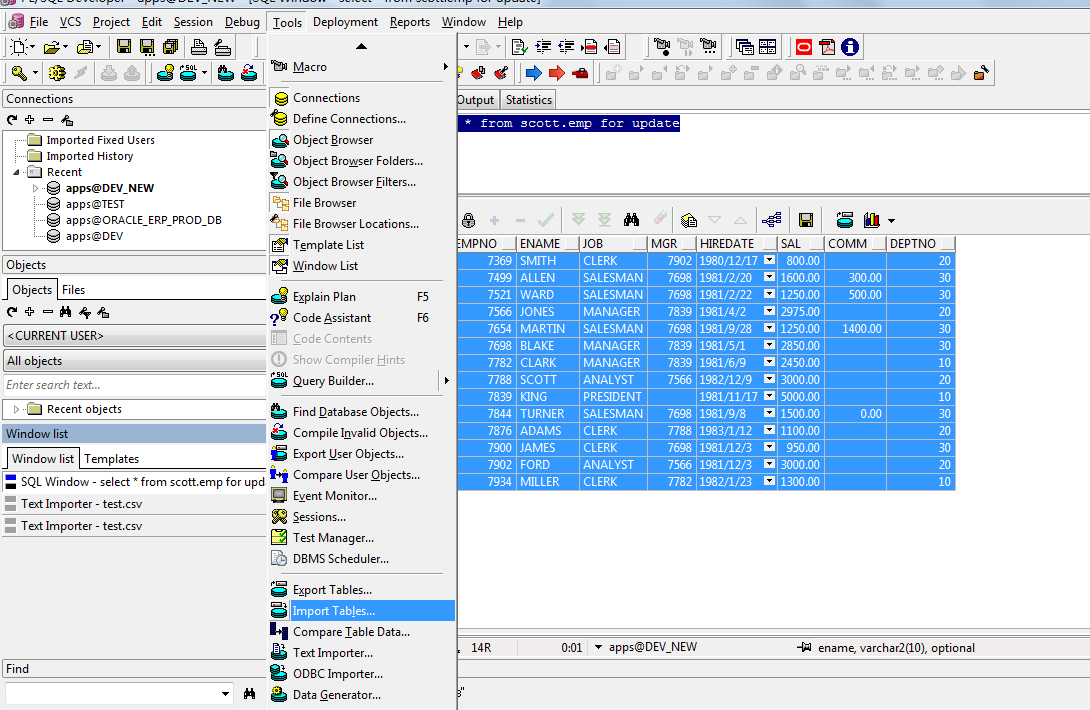 apps@DEV_NEW - [SQL Window - select * from scott.emp for update]
File VCS Project Edit Session Debug Tools Deployment Reports Window Help
Connections
Imported Fixed Users
Imported History
Recent
apps@DEV_NEW
apps@TEST
apps@ORACLE_ERP_PROD_DB
apps@DEV
Objects
Objects Files
<CURRENT USER>
All objects
Enter search text...
Recent objects
Window list
Window list Templates
SQL Window - select * from scott.emp for upd
Text Importer - test.csv
Text Importer - test.csv
Find
Macro
Connections
Define Connections...
Object Browser
Object Browser Folders...
Object Browser Filters...
File Browser
File Browser Locations...
Template List
Window List
Explain Plan F5
Code Assistant F6
Code Contents
Show Compiler Hints
Query Builder...
Find Database Objects...
Compile Invalid Objects...
Export User Objects...
Compare User Objects...
Event Monitor...
Sessions...
Test Manager...
DBMS Scheduler...
Export Tables...
Import Tables...
Compare Table Data...
Text Importer...
ODBC Importer...
Data Generator...
Output Statistics
* from scott.emp for update
EMPNO ENAME JOB MGR HIREDATE SAL COMM DEPTNO
7369 SMITH CLERK 7902 1980/12/17 800.00 20
7499 ALLEN SALESMAN 7698 1981/2/20 1600.00 300.00 30
7521 WARD SALESMAN 7698 1981/2/22 1250.00 500.00 30
7566 JONES MANAGER 7839 1981/4/2 2975.00 20
7654 MARTIN SALESMAN 7698 1981/9/28 1250.00 1400.00 30
7698 BLAKE MANAGER 7839 1981/5/1 2850.00 30
7782 CLARK MANAGER 7839 1981/6/9 2450.00 10
7788 SCOTT ANALYST 7566 1982/12/9 3000.00 20
7839 KING PRESIDENT 1981/11/17 5000.00 10
7844 TURNER SALESMAN 7698 1981/9/8 1500.00 0.00 30
7876 ADAMS CLERK 7788 1983/1/12 1100.00 20
7900 JAMES CLERK 7698 1981/12/3 950.00 30
7902 FORD ANALYST 7566 1981/12/3 3000.00 20
7934 MILLER CLERK 7782 1982/1/23 1300.00 10
14R 0:01 apps@DEV_NEW ename, varchar2(10), optional